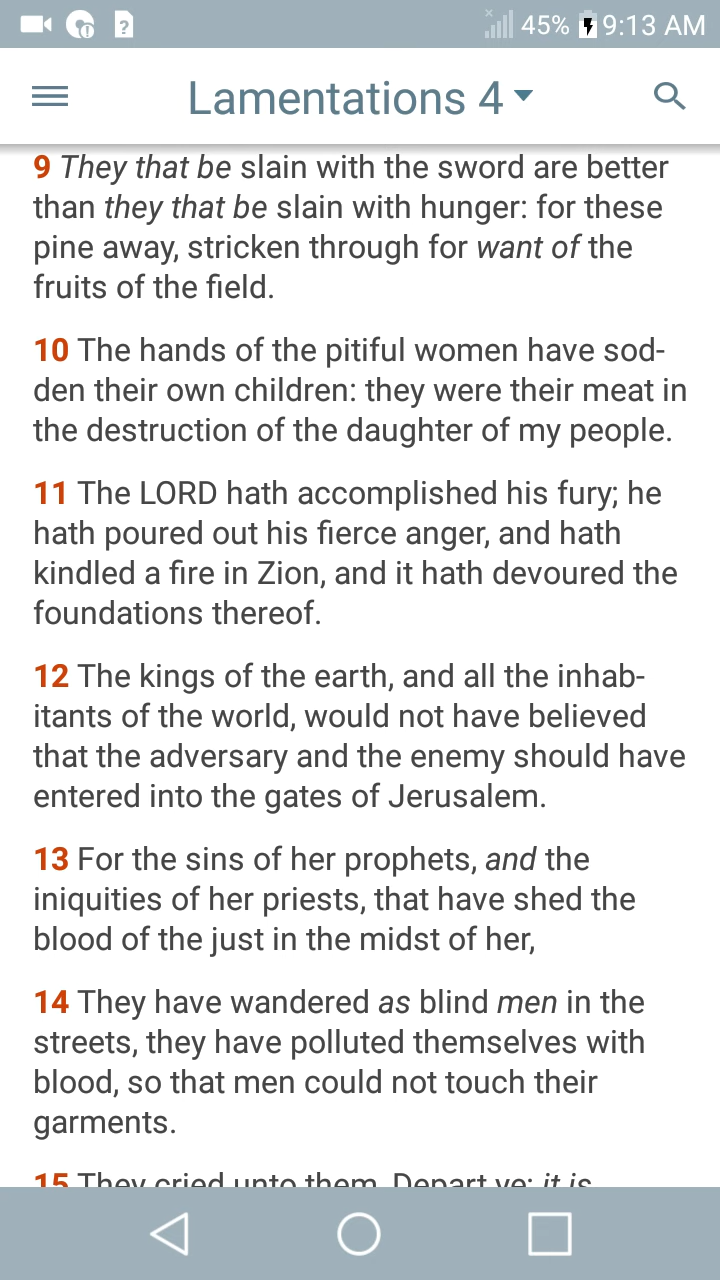 45% 9:13 AM
Lamentations 4
9 They that be slain with the sword are better
than they that be slain with hunger: for these
pine away, stricken through for want of the
fruits of the field.
10 The hands of the pitiful women have sod-
den their own children: they were their meat in
the destruction of the daughter of my people.
11 The LORD hath accomplished his fury; he
hath poured out his fierce anger, and hath
kindled a fire in Zion, and it hath devoured the
foundations thereof.
12 The kings of the earth, and all the inhab-
itants of the world, would not have believed
that the adversary and the enemy should have
entered into the gates of Jerusalem.
13 For the sins of her prophets, and the
iniquities of her priests, that have shed the
blood of the just in the midst of her,
14 They have wandered as blind men in the
streets, they have polluted themselves with
blood, so that men could not touch their
garments.
15 They cried unto them, Depart ye; it is